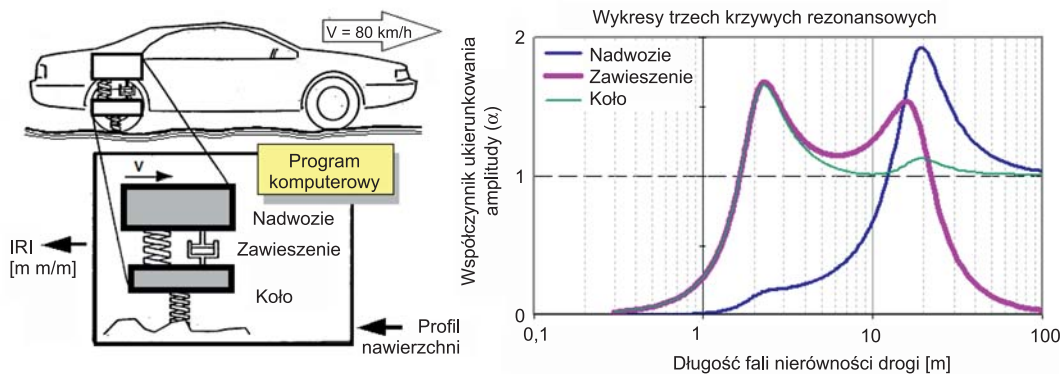 V = 80 km/h
Program
komputerowy
V
Nadwozie
Zawieszenie
Koło
IRI
[m m/m]
Profil
nawierzchni
Wykresy trzech krzywych rezonansowych
Współczynnik ukierunkowania
amplitudy (α)
2
1
0
Nadwozie
Zawieszenie
Koło
0,1
1
10
100
Długość fali nierówności drogi [m]